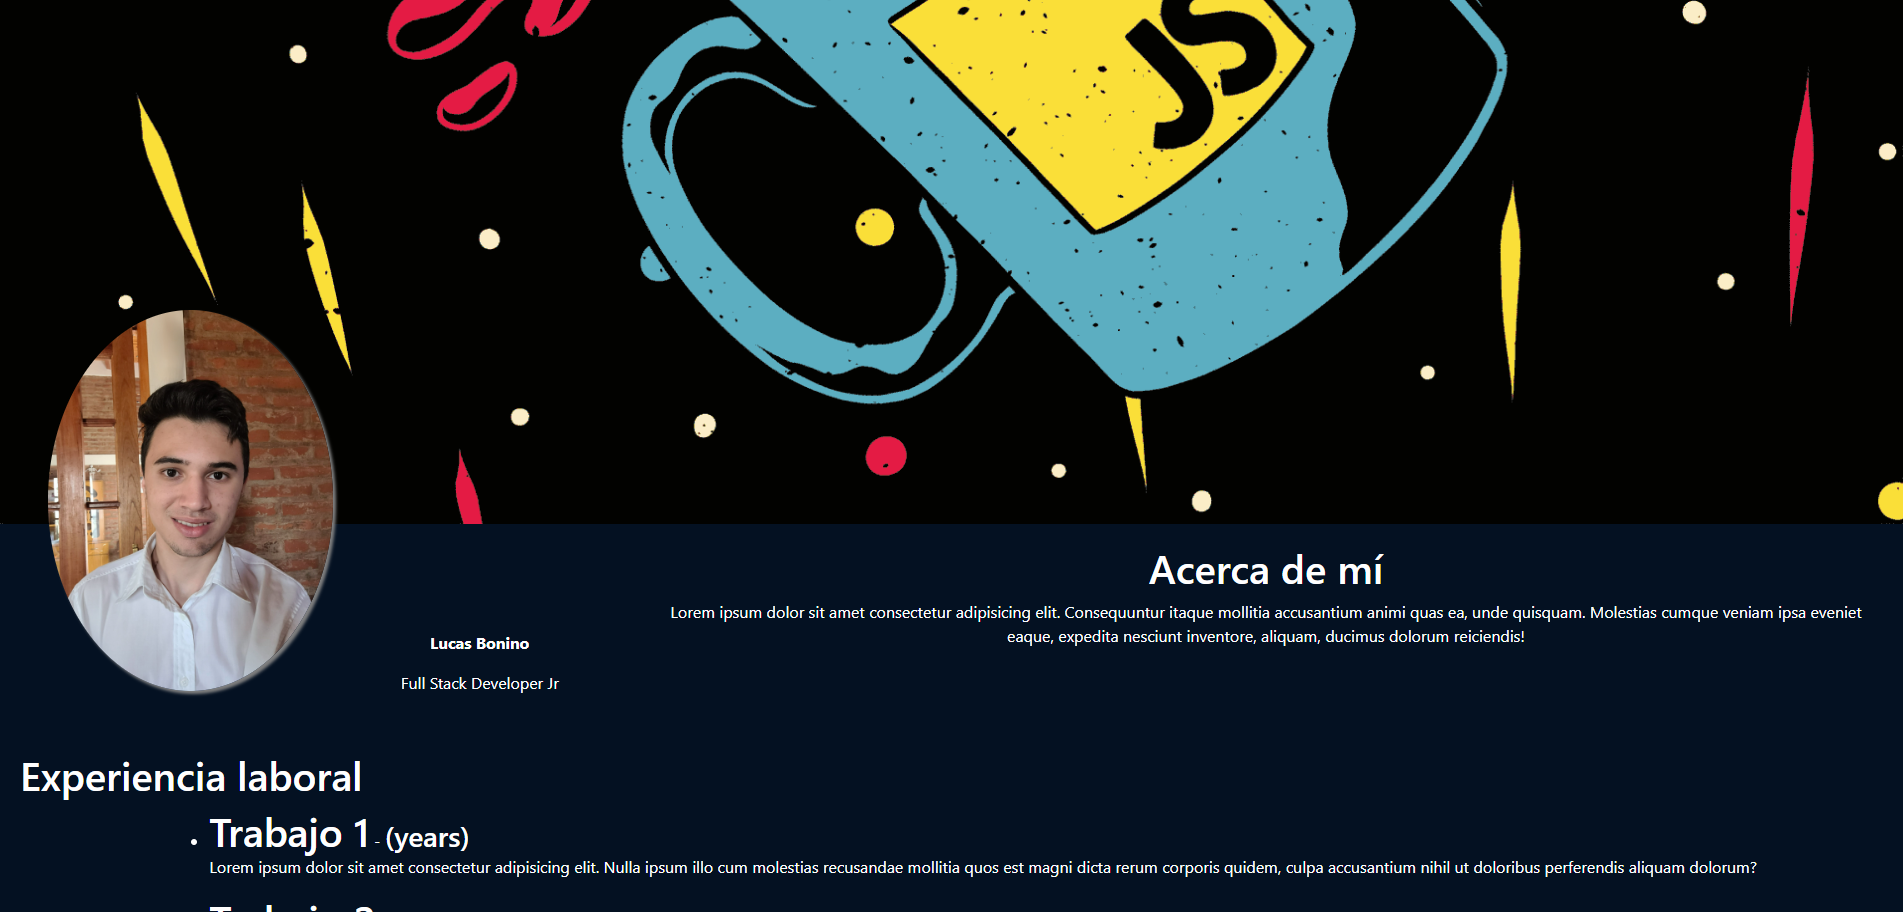 JS
Acerca de mí
Lorem ipsum dolor sit amet consectetur adipisicing elit. Consequuntur itaque mollitia accusantium animi quas ea, unde quisquam. Molestias cumque veniam ipsa eveniet
eaque, expedita nesciunt inventore, aliquam, ducimus dolorum reiciendis!
Lucas Bonino
Full Stack Developer Jr
Experiencia laboral
• Trabajo 1 - (years)
Lorem ipsum dolor sit amet consectetur adipisicing elit. Nulla ipsum illo cum molestias recusandae mollitia quos est magni dicta rerum corporis quidem, culpa accusantium nihil ut doloribus perferendis aliquam dolorum?